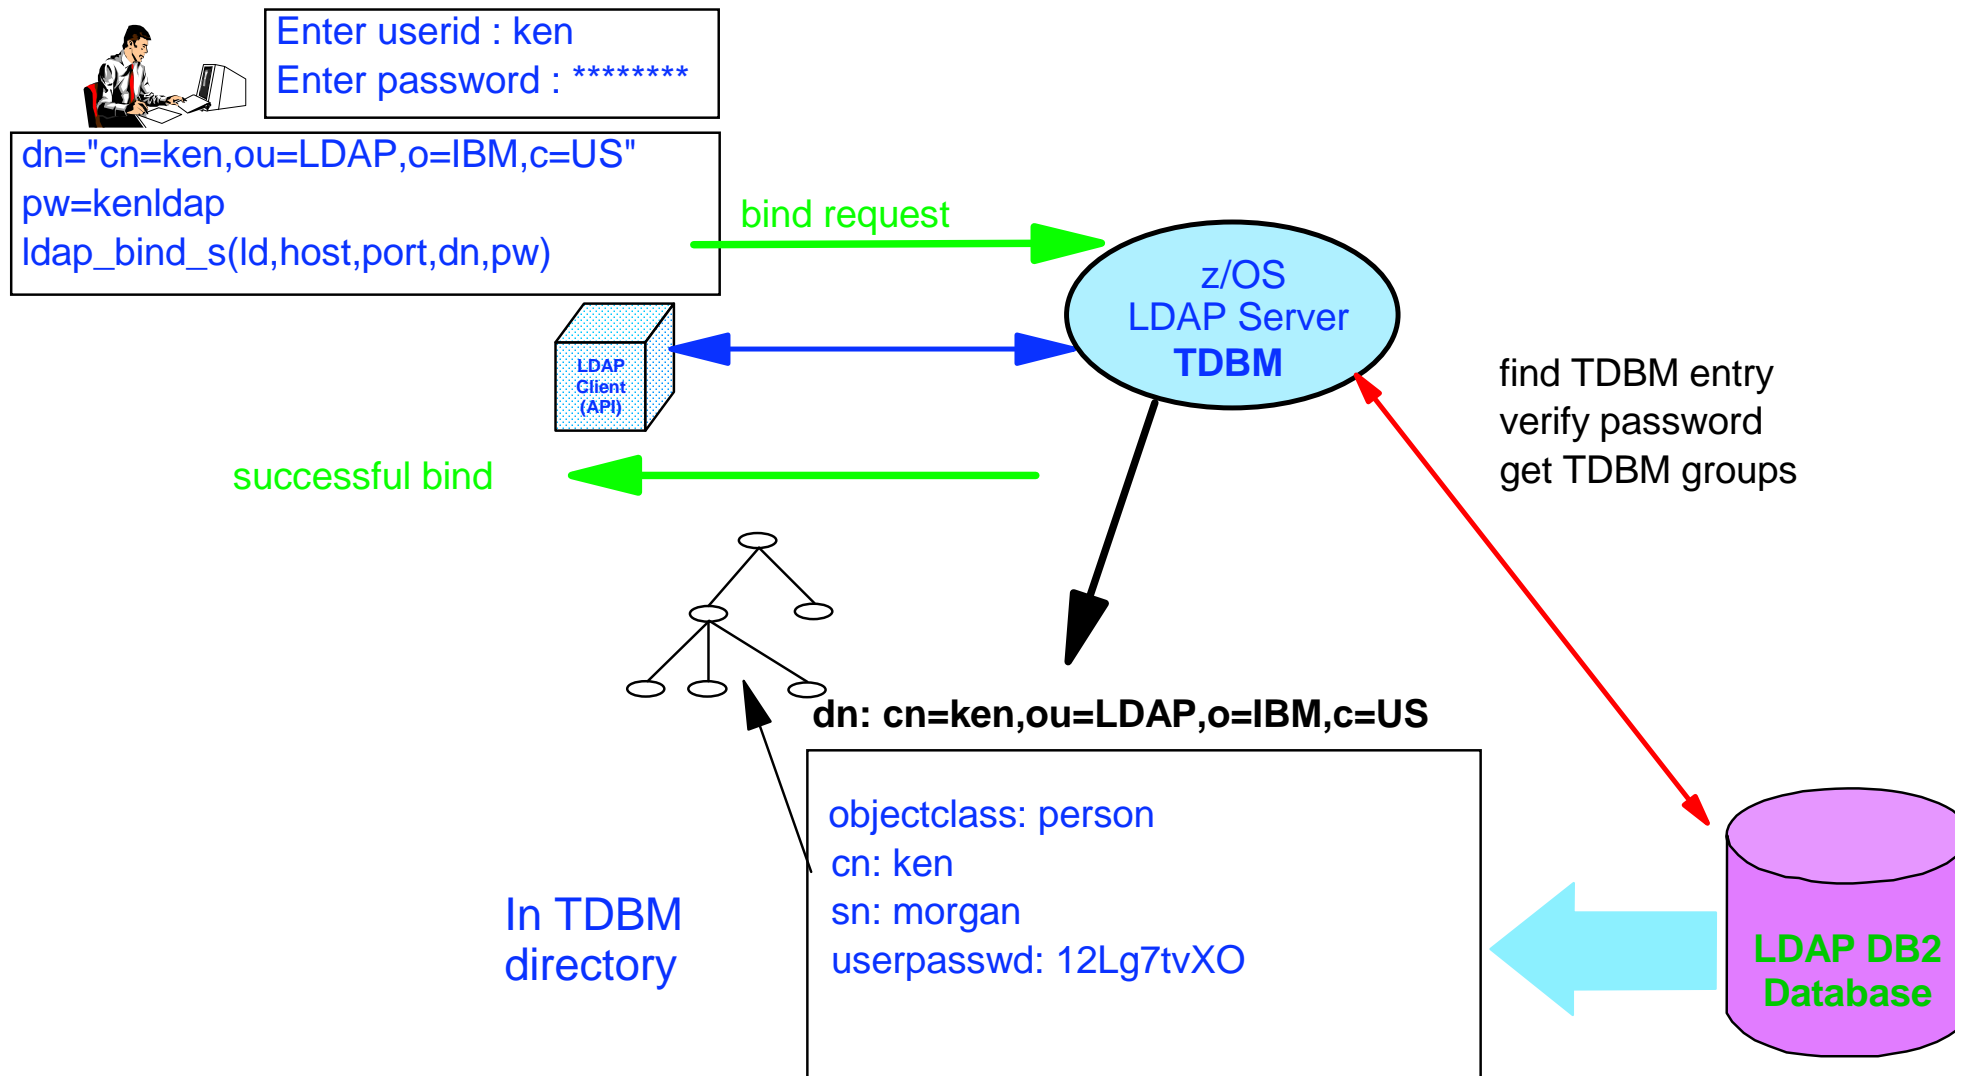 Enter userid : ken
Enter password : ********
dn="cn=ken,ou=LDAP,o=IBM,c=US"
pw=kenldap
ldap_bind_s(ld,host,port,dn,pw)
bind request
z/OS
LDAP Server
TDBM
LDAP
Client
(API)
find TDBM entry
verify password
get TDBM groups
successful bind
dn: cn=ken,ou=LDAP,o=IBM,c=US
objectclass: person
cn: ken
sn: morgan
userpasswd: 12Lg7tvXO
In TDBM
directory
LDAP DB2
Database